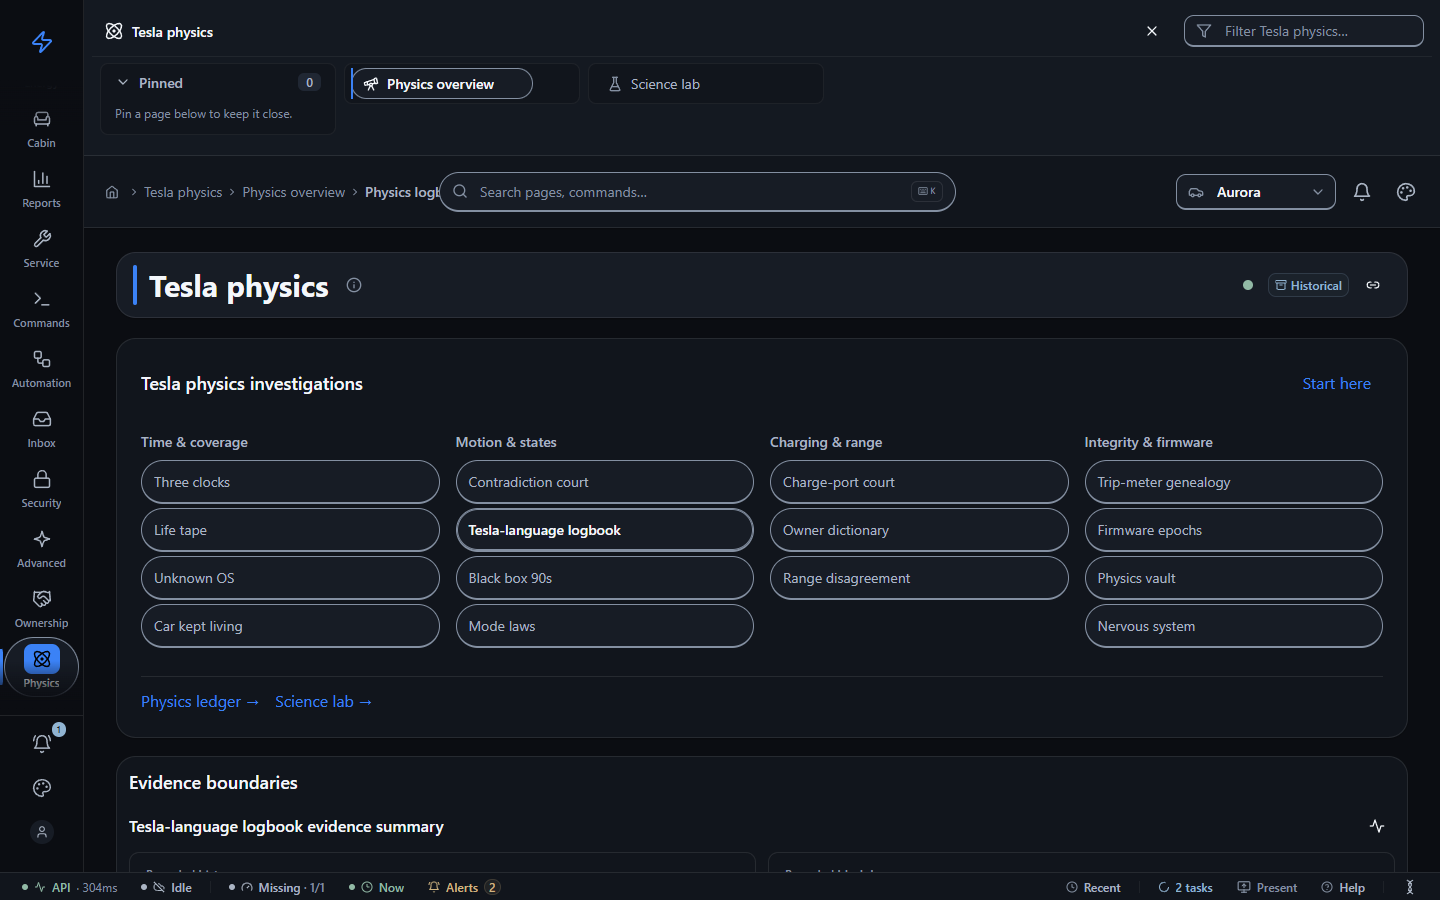 Tesla physics
Filter Tesla physics...
Pinned
0
Pin a page below to keep it close.
Physics overview
Science lab
Cabin
Reports
Service
Commands
Automation
Inbox
Security
Advanced
Ownership
Physics
1
Tesla physics
Physics overview
Physics logb
Search pages, commands...
K
Aurora
Tesla physics
Historical
Tesla physics investigations
Start here
Time & coverage
Three clocks
Life tape
Unknown OS
Car kept living
Motion & states
Contradiction court
Tesla-language logbook
Black box 90s
Mode laws
Charging & range
Charge-port court
Owner dictionary
Range disagreement
Integrity & firmware
Trip-meter genealogy
Firmware epochs
Physics vault
Nervous system
Physics ledger →
Science lab →
Evidence boundaries
Tesla-language logbook evidence summary
API · 304ms
Idle
Missing · 1/1
Now
Alerts 2
Recent
2 tasks
Present
Help